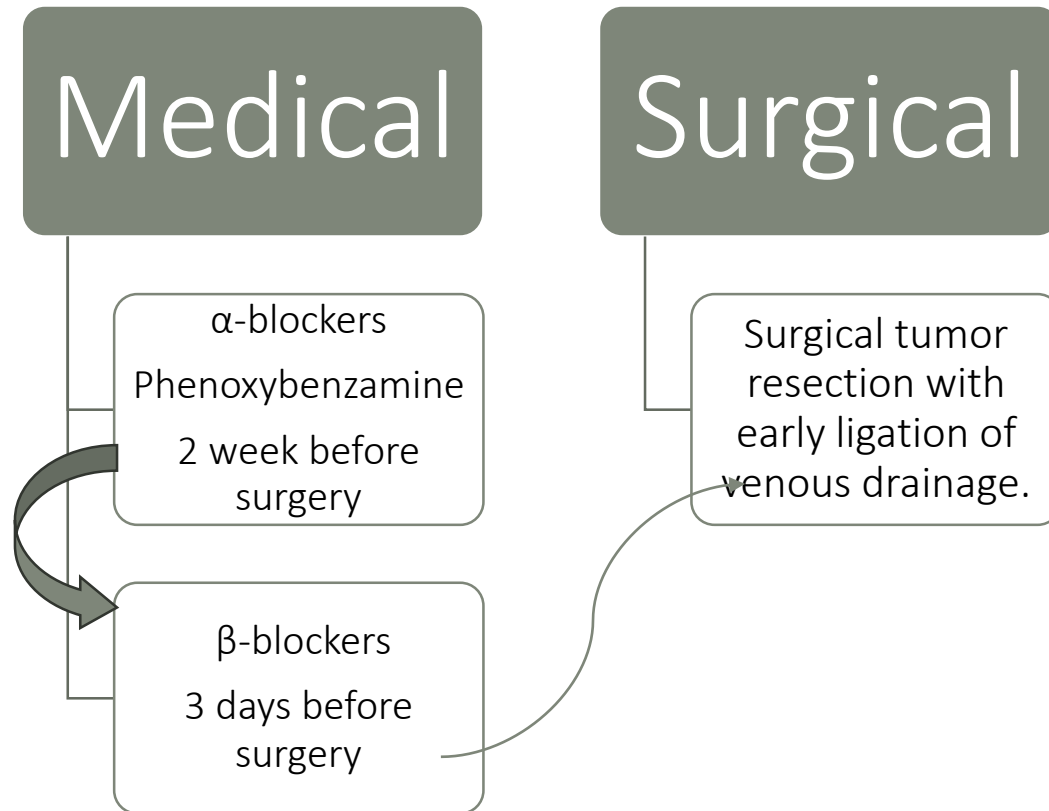 Medical
α-blockers
Phenoxybenzamine
2 week before
surgery
β-blockers
3 days before
surgery
Surgical
Surgical tumor
resection with
early ligation of
venous drainage.